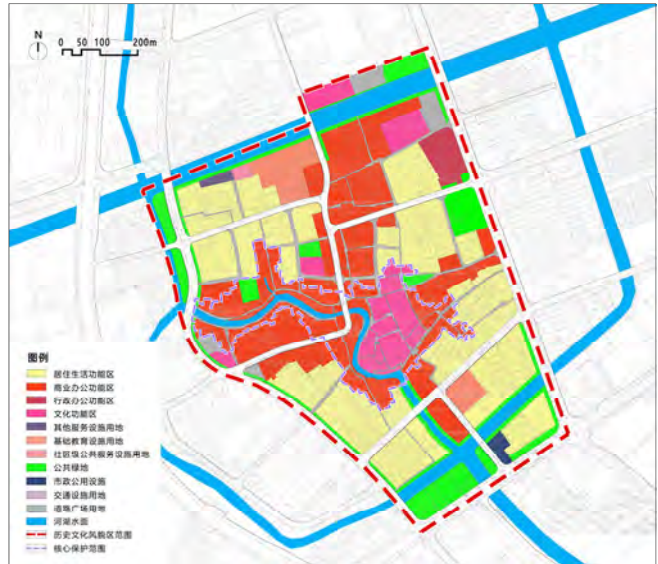 N
0 50 100 200m
图例
居住生活功能区
商业办公功能区
行政办公功能区
文化功能区
其他服务设施用地
基础教育设施用地
社区级公共服务设施用地
公共绿地
市政公用设施
交通设施用地
道路广场用地
河湖水面
历史文化风貌区范围
核心保护范围